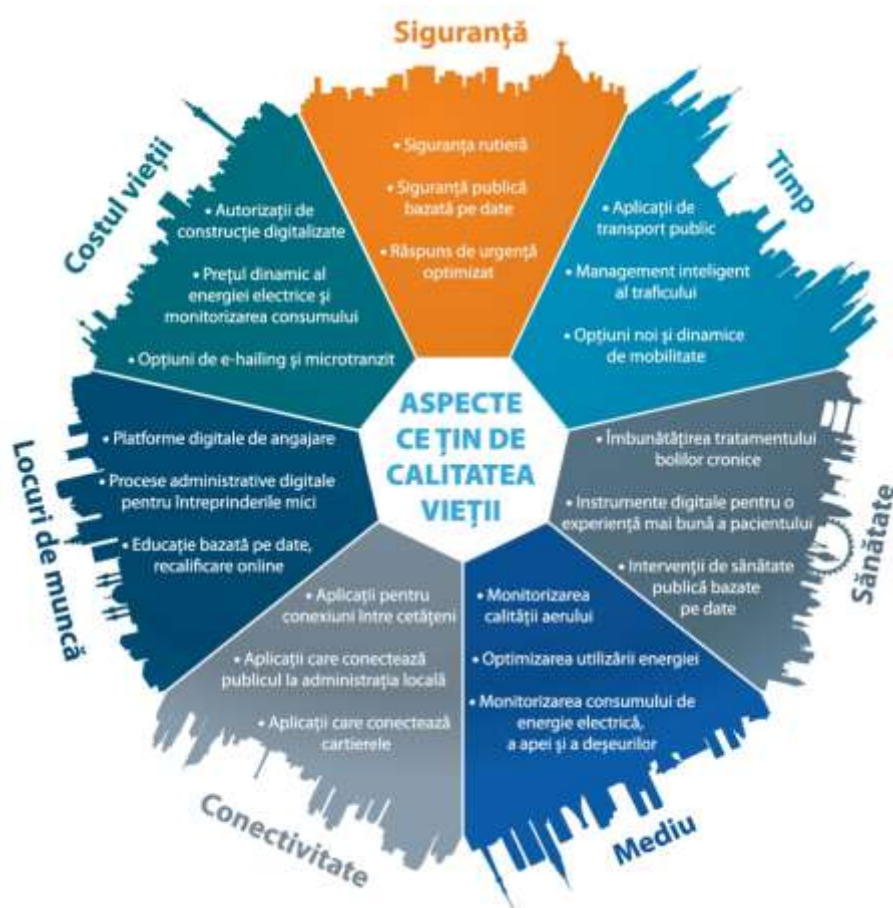 Siguranță
• Siguranța rutieră
• Siguranță publică
bazată pe date
• Răspuns de urgență
optimizat
Timp
• Aplicații de
transport public
• Management inteligent
al traficului
• Opțiuni noi și dinamice
de mobilitate
Sănătate
• Îmbunătățirea tratamentului
bolilor cronice
• Instrumente digitale pentru o
experiență mai bună a pacientului
• Intervenții de sănătate
publică bazate
pe date
Mediu
• Monitorizarea
calității aerului
• Optimizarea utilizării energiei
• Monitorizarea consumului de
energie electrică,
a apei și a deșeurilor
Conectivitate
• Aplicații pentru
conexiuni între cetățeni
• Aplicații care conectează
publicul la administrația locală
• Aplicații care conectează
cartierele
Locuri de muncă
• Platforme digitale de angajare
• Procese administrative digitale
pentru întreprinderile mici
• Educație bazată pe date,
recalificare online
Costul vieții
• Autorizații de
construcție digitalizate
• Prețul dinamic al
energiei electrice și
monitorizarea consumului
• Opțiuni de e-hailing și microtranzit
ASPECTE
CE ȚIN DE
CALITATEA
VIEȚII